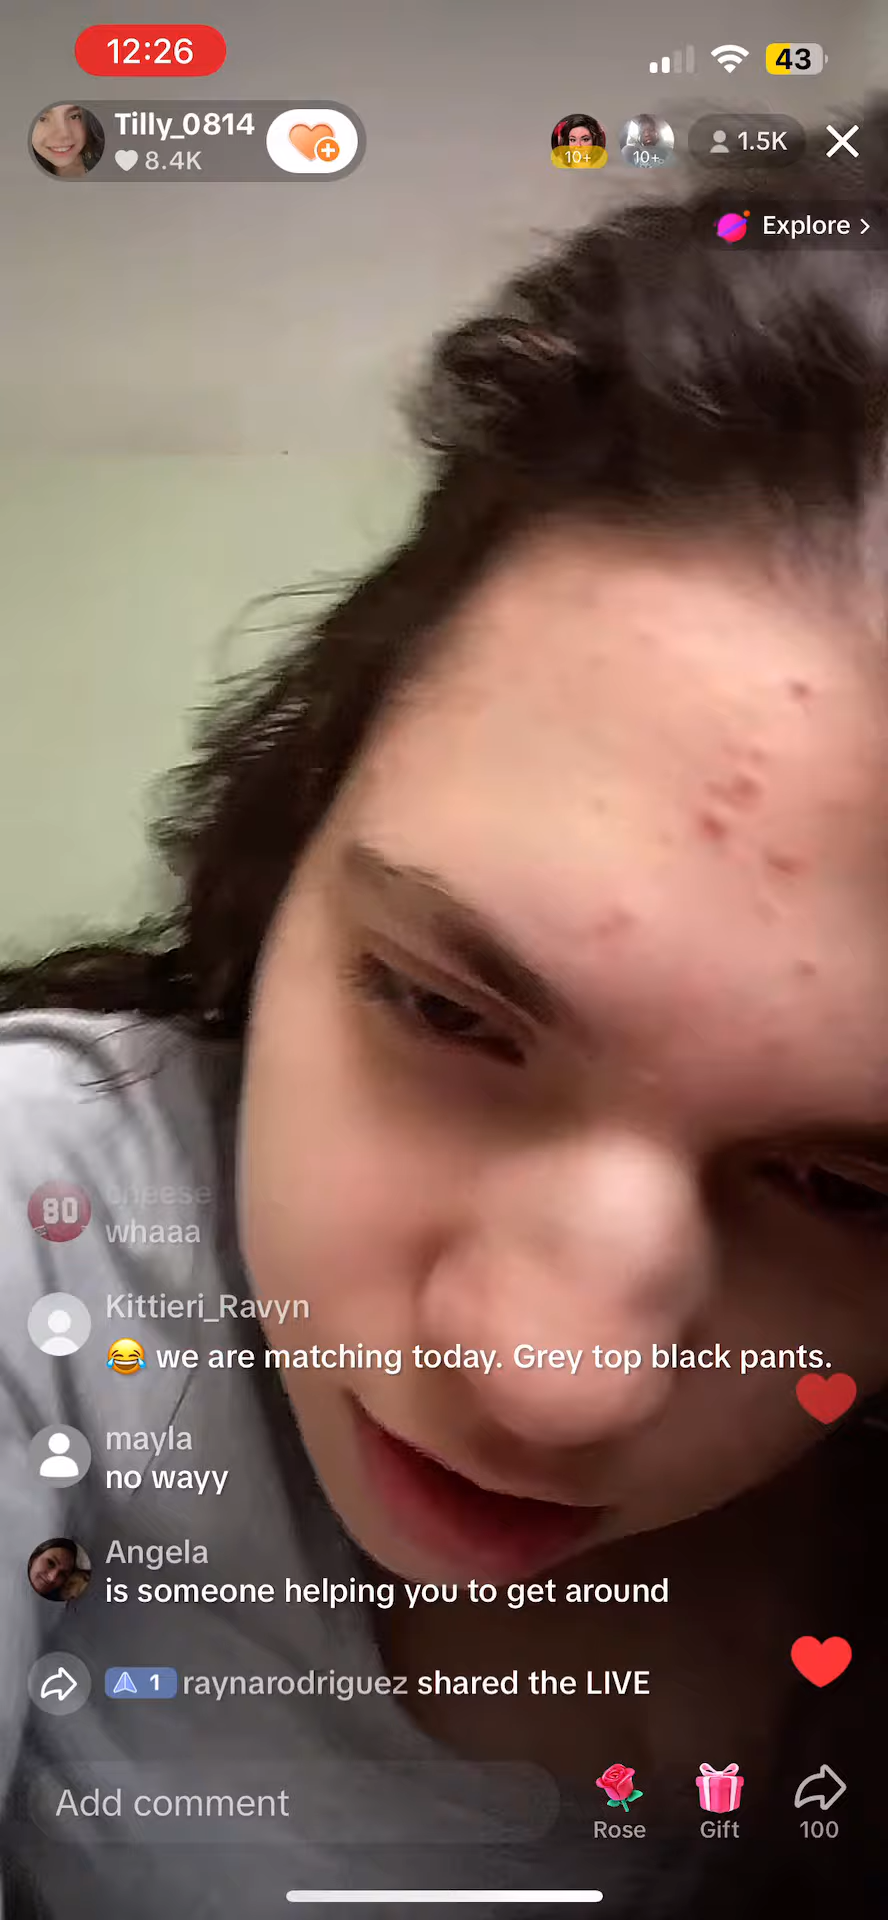 12:26
43
Tilly_0814
8.4K
10+
10+
1.5K
Explore >
80
cheese
whaaa
Kittieri_Ravyn
😂 we are matching today. Grey top black pants.
mayla
no wayy
Angela
is someone helping you to get around
1 raynarodriguez shared the LIVE
Add comment
Rose
Gift
100